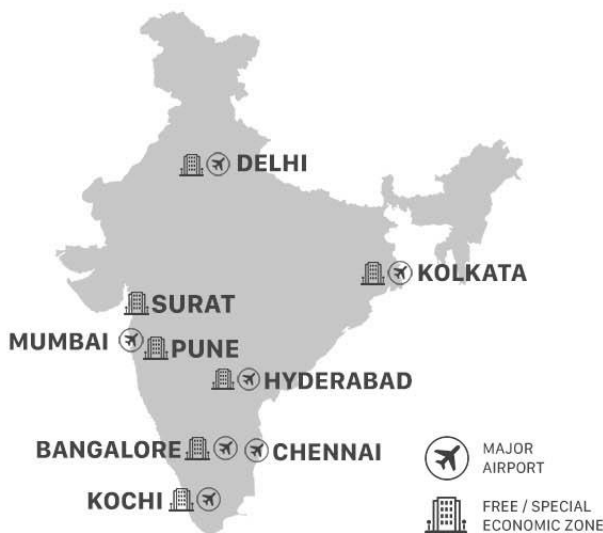 DELHI
KOLKATA
SURAT
MUMBAI
PUNE
HYDERABAD
BANGALORE
CHENNAI
KOCHI
MAJOR
AIRPORT
FREE / SPECIAL
ECONOMIC ZONE